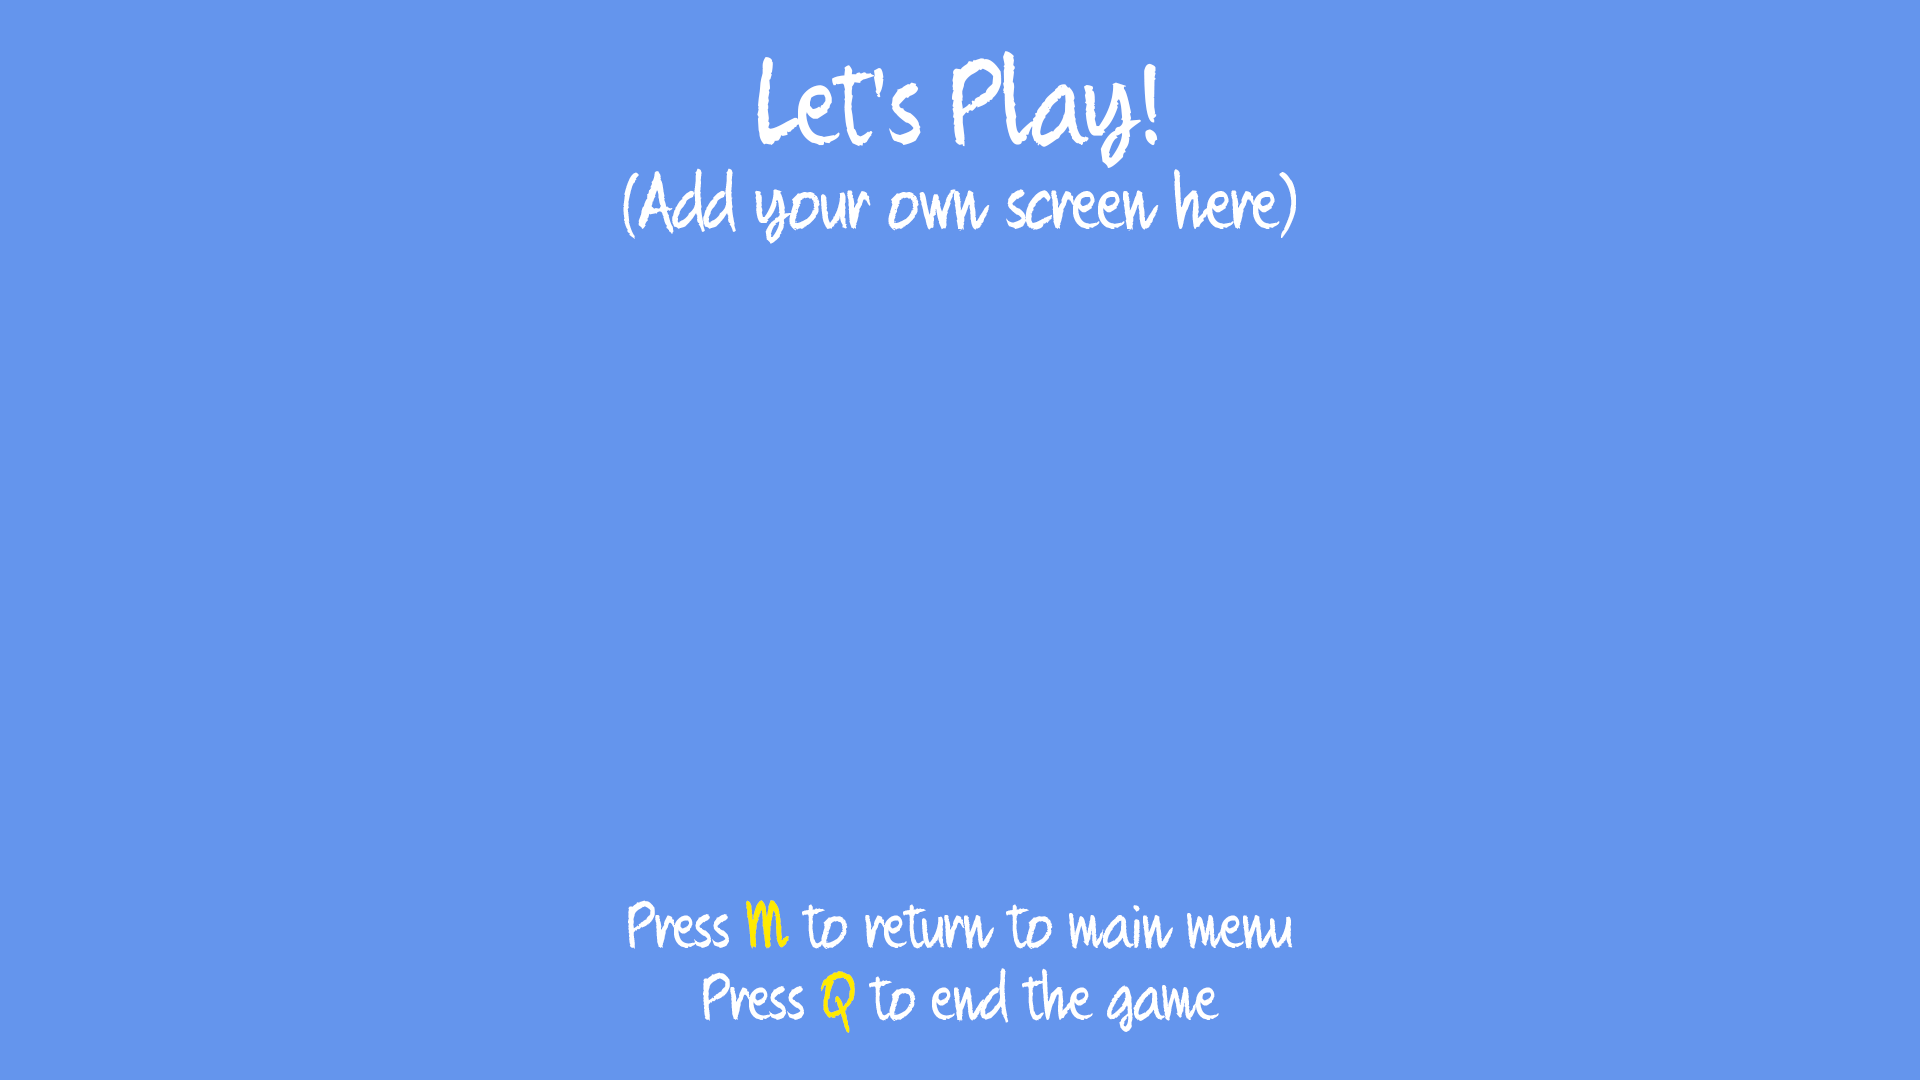 Let's Play!
(Add your own screen here)
Press M to return to main menu
Press Q to end the game